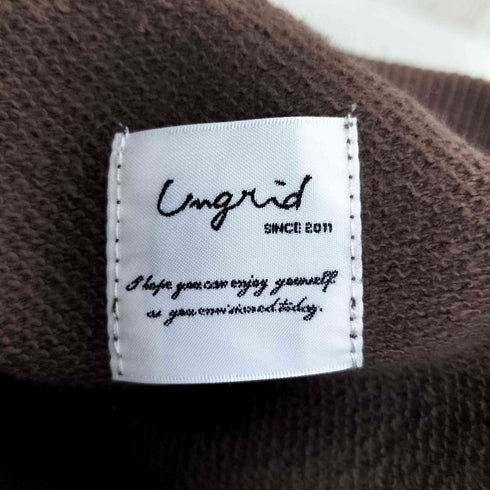 Ungrid
SINCE 2011
I hope you can enjoy yourself
as you envisioned today.